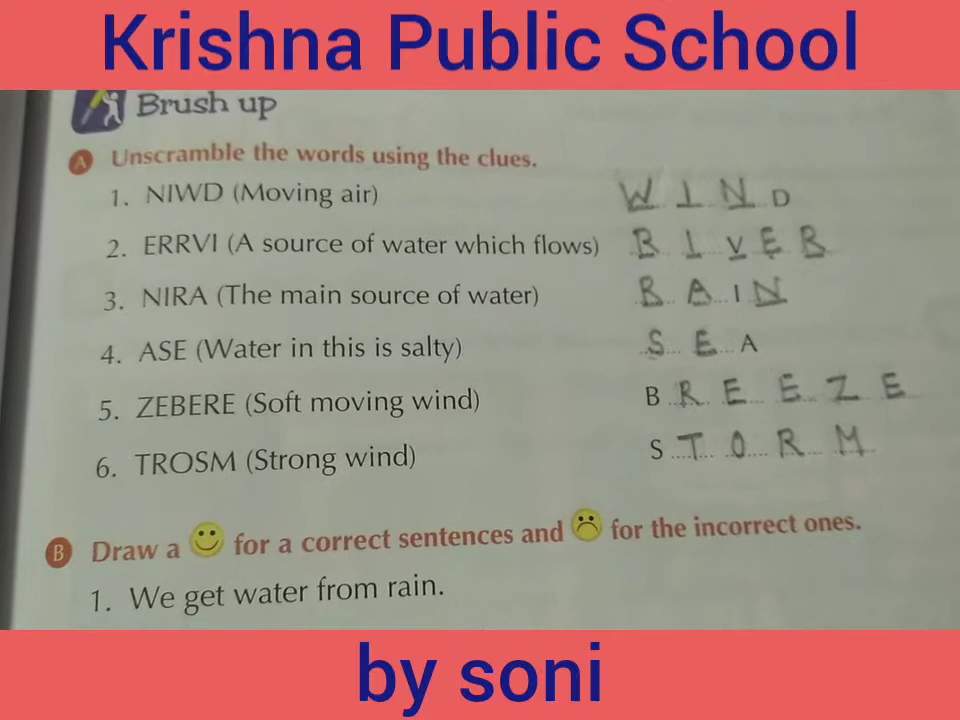 Krishna Public School
Brush up
A Unscramble the words using the clues.
1. NIWD (Moving air) W I N D
2. ERRVI (A source of water which flows) R I V E R
3. NIRA (The main source of water) R A I N
4. ASE (Water in this is salty) S E A
5. ZEBERE (Soft moving wind) B R E E Z E
6. TROSM (Strong wind) S T O R M
B Draw a 🙂 for a correct sentences and ☹ for the incorrect ones.
1. We get water from rain.
by soni